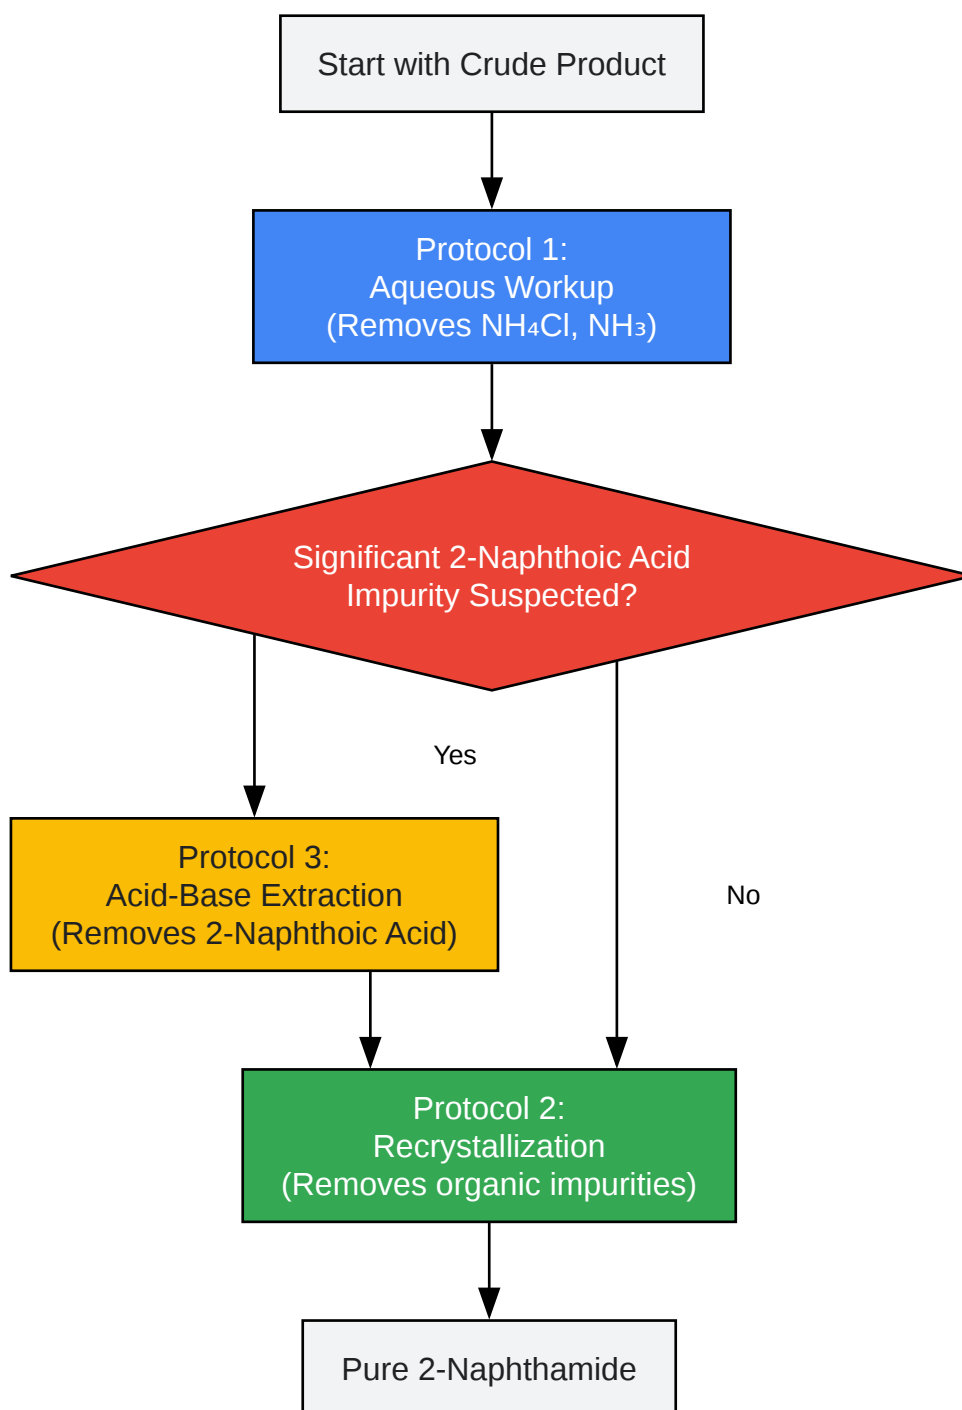 Start with Crude Product
Protocol 1:
Aqueous Workup
(Removes NH₄Cl, NH₃)
Significant 2-Naphthoic Acid
Impurity Suspected?
Yes
Protocol 3:
Acid-Base Extraction
(Removes 2-Naphthoic Acid)
No
Protocol 2:
Recrystallization
(Removes organic impurities)
Pure 2-Naphthamide